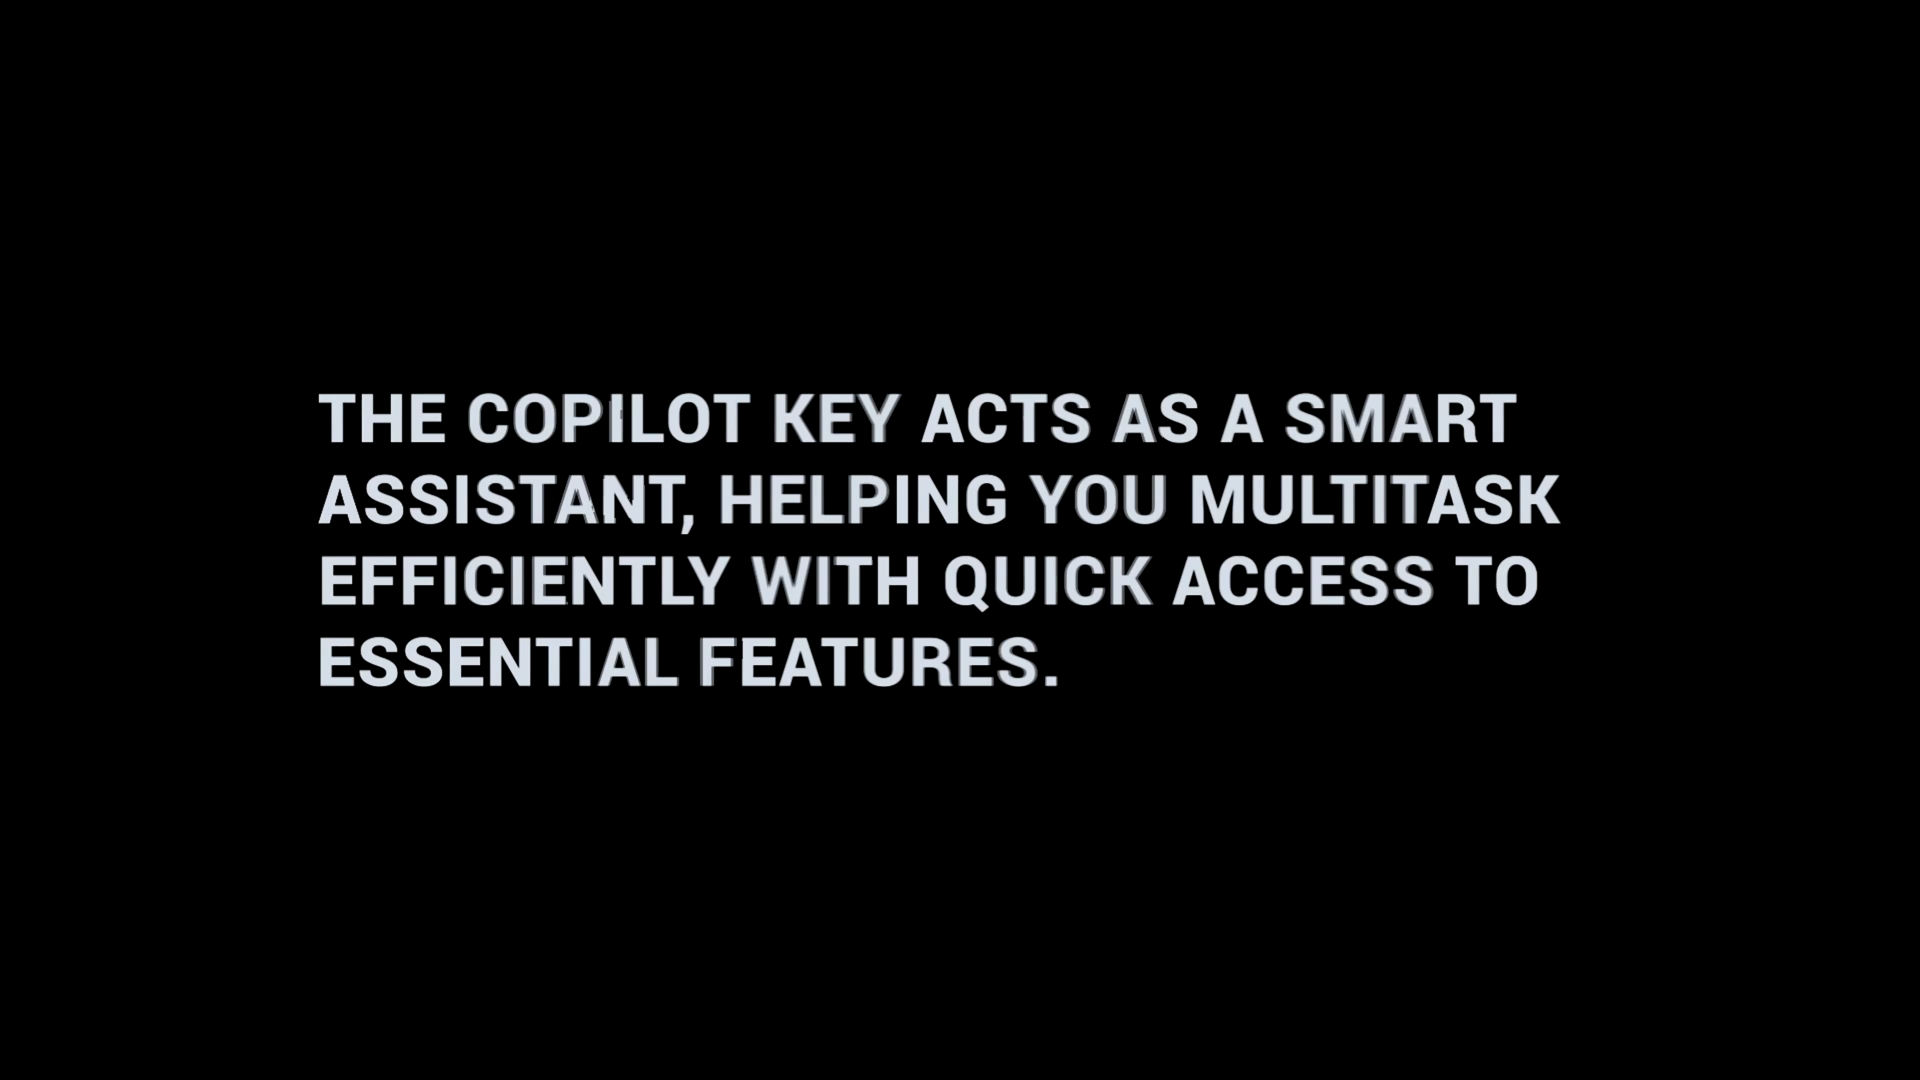 THE COPILOT KEY ACTS AS A SMART
ASSISTANT, HELPING YOU MULTITASK
EFFICIENTLY WITH QUICK ACCESS TO
ESSENTIAL FEATURES.